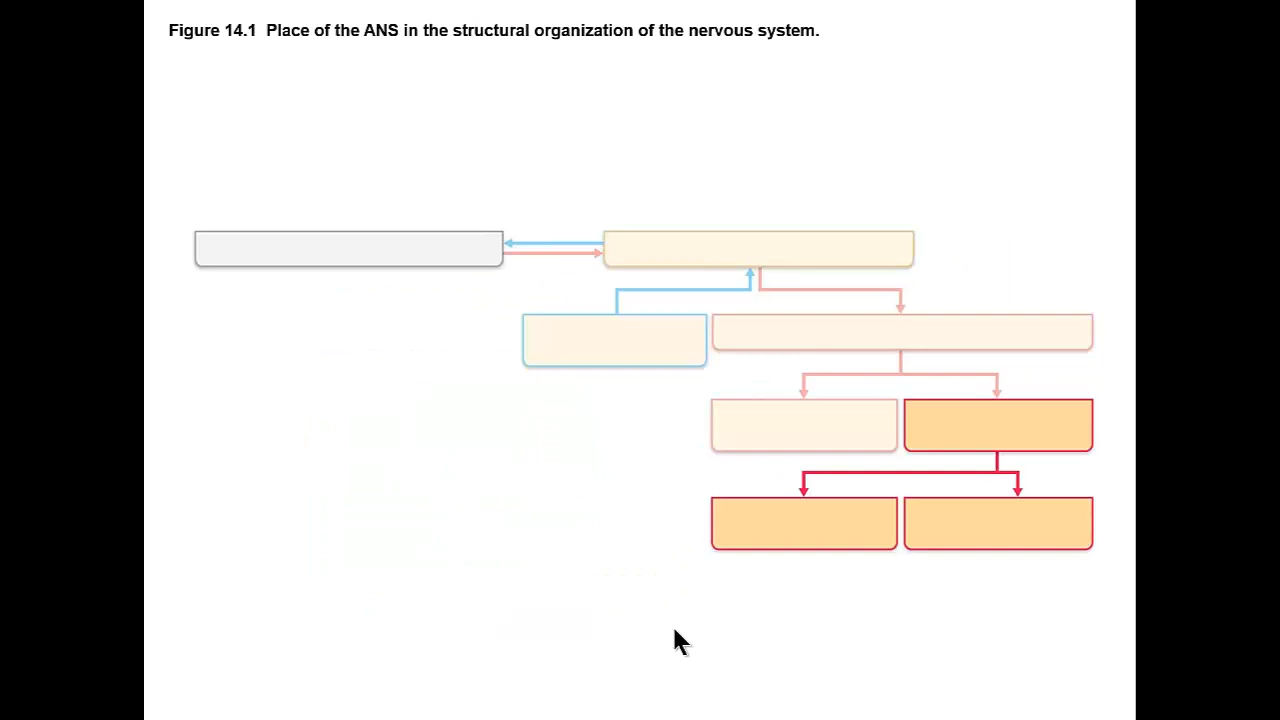 Figure 14.1  Place of the ANS in the structural organization of the nervous system.